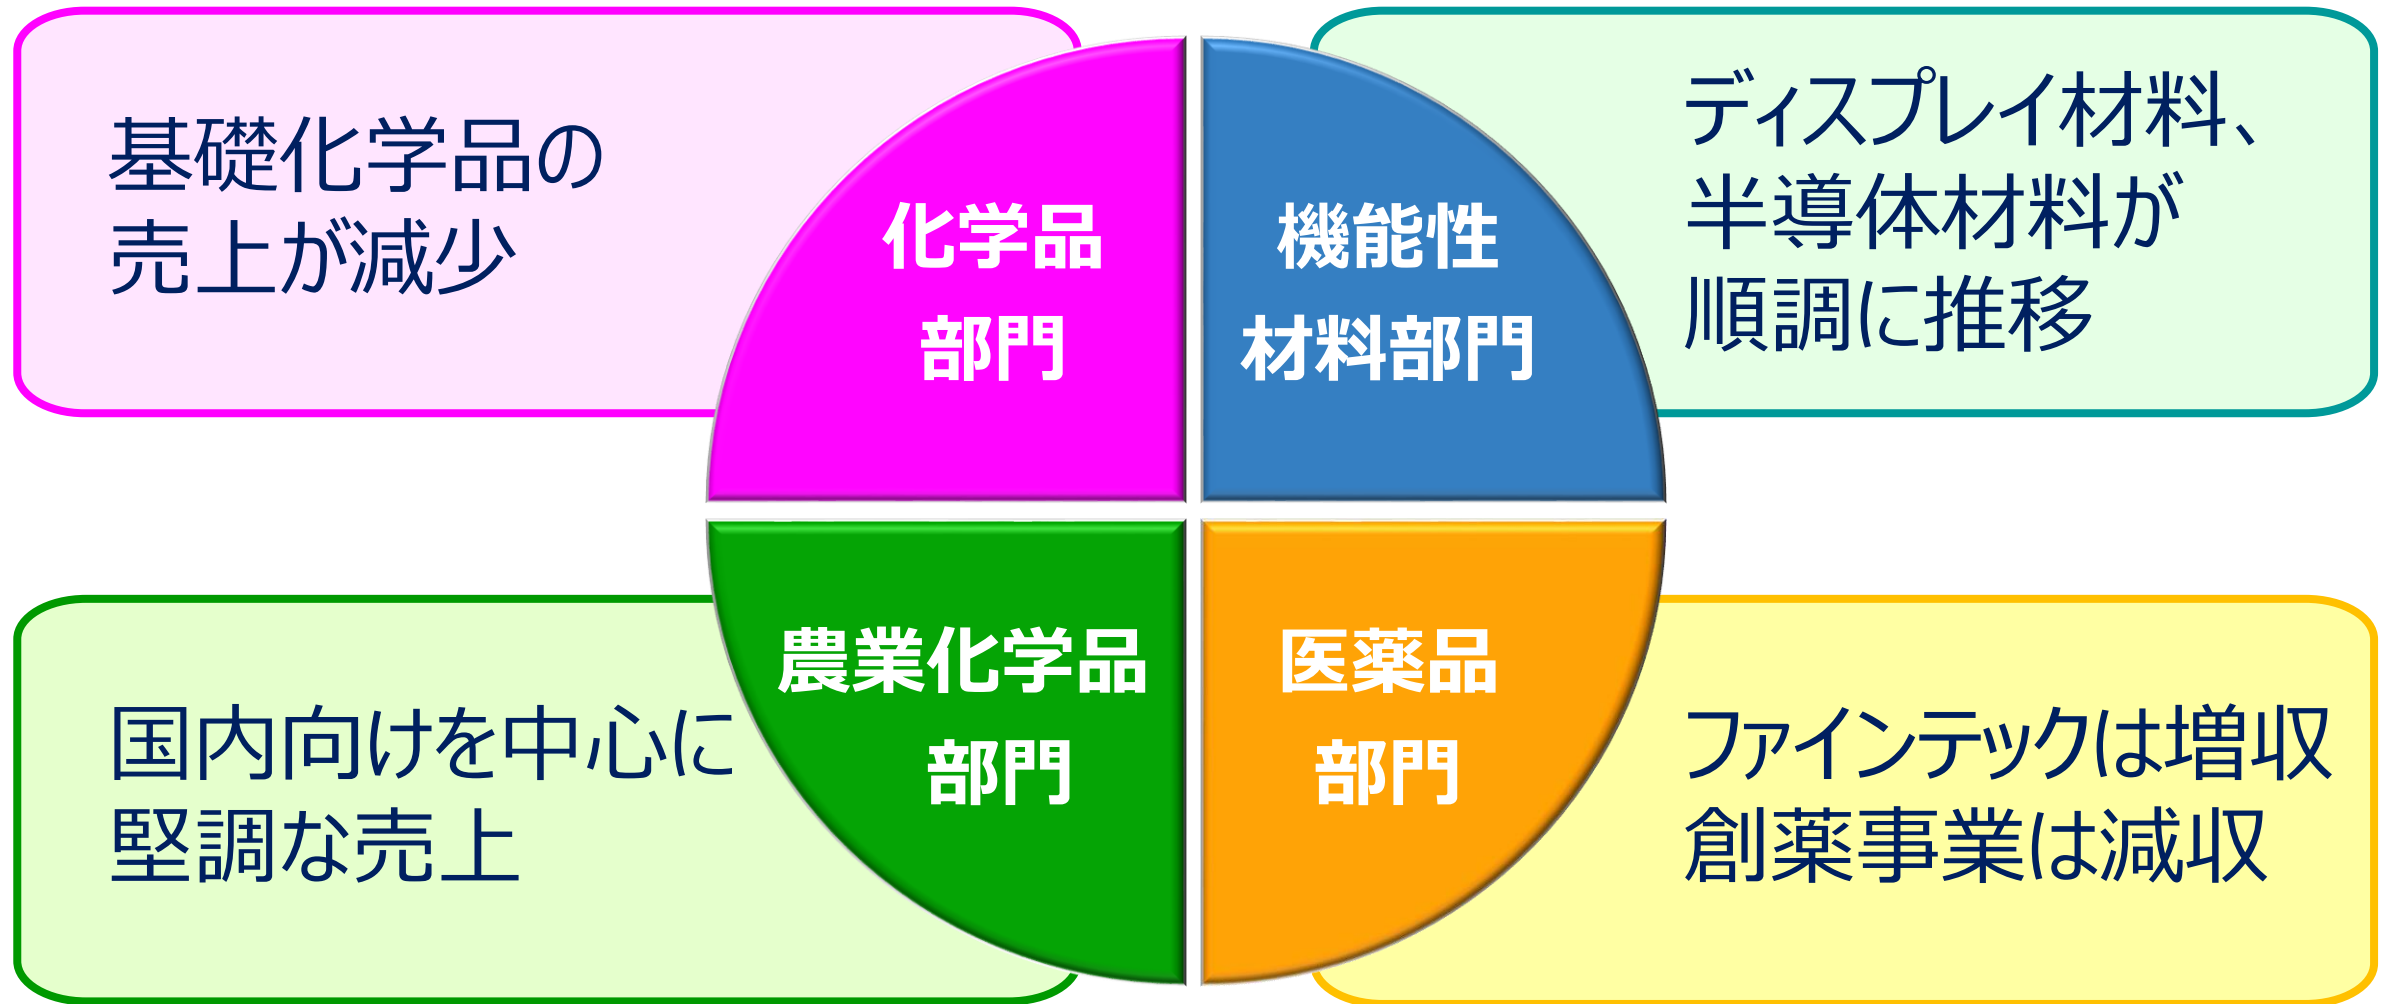 基礎化学品の
売上が減少
化学品
部門
機能性
材料部門
ディスプレイ材料、
半導体材料が
順調に推移
国内向けを中心に
堅調な売上
農業化学品
部門
医薬品
部門
ファインテックは増収
創薬事業は減収